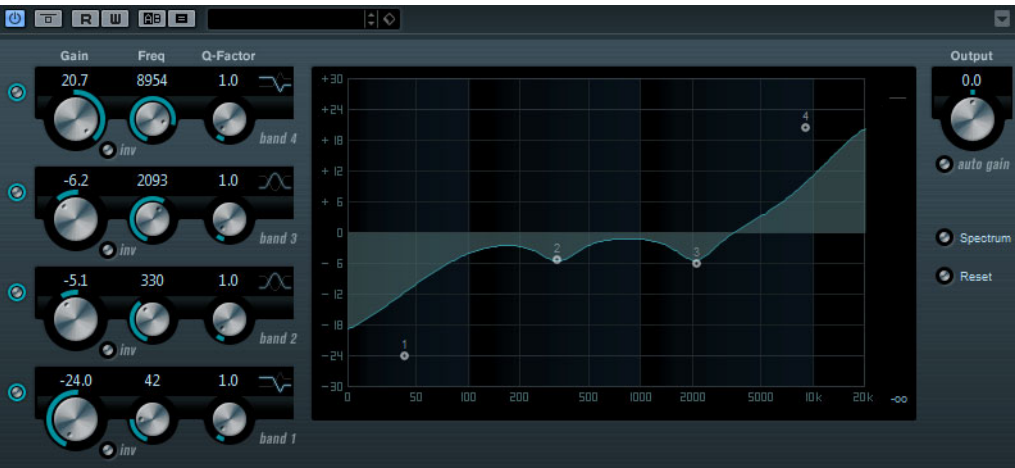 R W AB =
Gain Freq Q-Factor Output
20.7 8954 1.0 0.0
inv band 4
auto gain
-6.2 2093 1.0
inv band 3
Spectrum
-5.1 330 1.0
inv band 2
Reset
-24.0 42 1.0
inv band 1
+30
+24
+ 18
+ 12
+ 6
0
- 6
- 12
- 18
- 24
- 30
4
2
3
1
0 50 100 200 500 1000 2000 5000 10k 20k -oo